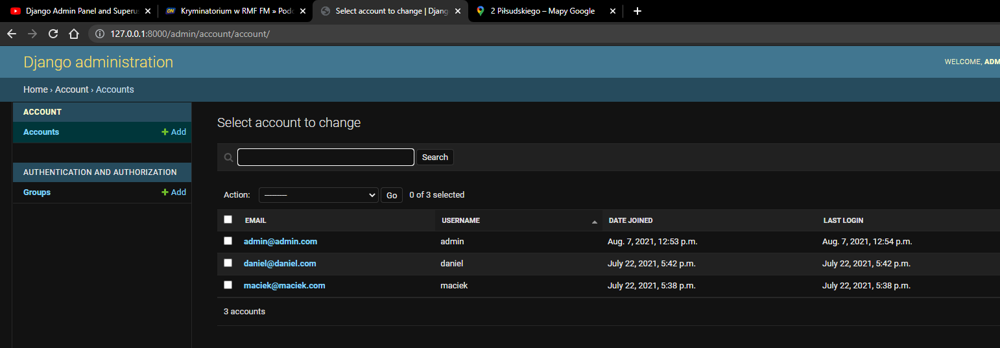 Django Admin Panel and Superus
ON Kryminatorium w RMF FM » Podc
Select account to change | Djang
2 Piłsudskiego – Mapy Google
127.0.0.1:8000/admin/account/account/
Django administration
WELCOME, ADM
Home › Account › Accounts
ACCOUNT
Accounts
Add
AUTHENTICATION AND AUTHORIZATION
Groups
Add
Select account to change
Search
Action: --------- Go 0 of 3 selected
EMAIL USERNAME DATE JOINED LAST LOGIN
admin@admin.com admin Aug. 7, 2021, 12:53 p.m. Aug. 7, 2021, 12:54 p.m.
daniel@daniel.com daniel July 22, 2021, 5:42 p.m. July 22, 2021, 5:42 p.m.
maciek@maciek.com maciek July 22, 2021, 5:38 p.m. July 22, 2021, 5:38 p.m.
3 accounts